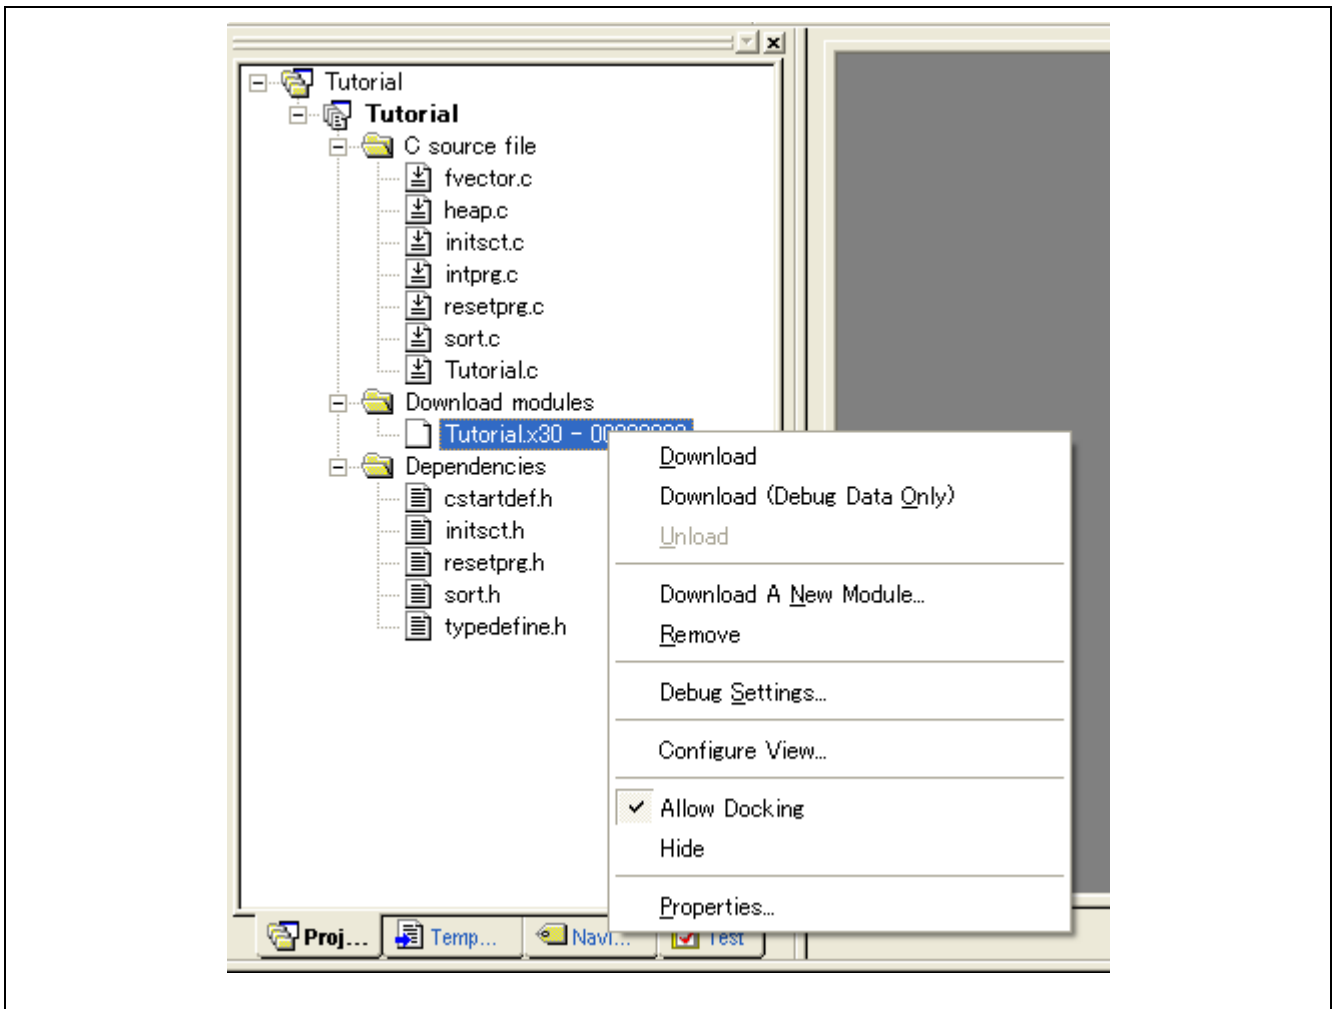 Tutorial
Tutorial
C source file
fvector.c
heap.c
initsct.c
intprg.c
resetprg.c
sort.c
Tutorial.c
Download modules
Tutorial.x30 -
Dependencies
cstartdef.h
initsct.h
resetprg.h
sort.h
typedefine.h
Download
Download (Debug Data Only)
Unload
Download A New Module...
Remove
Debug Settings...
Configure View...
Allow Docking
Hide
Properties...
Proj... Temp... Navi... Test